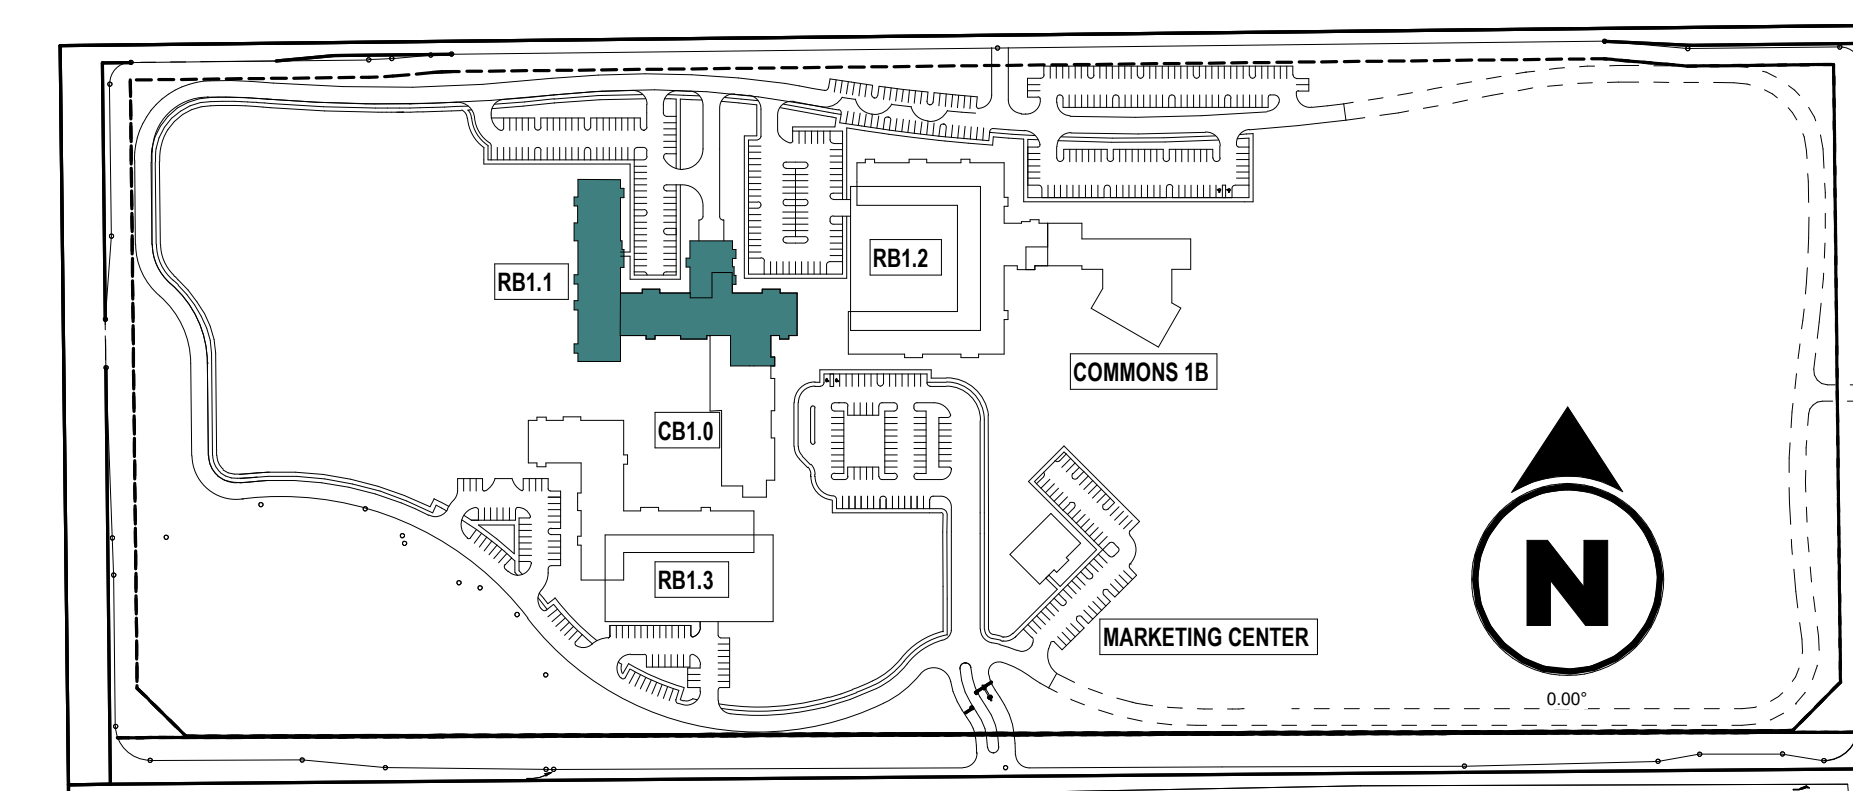 RB1.2
RB1.1
COMMONS 1B
CB1.0
RB1.3
N
MARKETING CENTER
0.00°